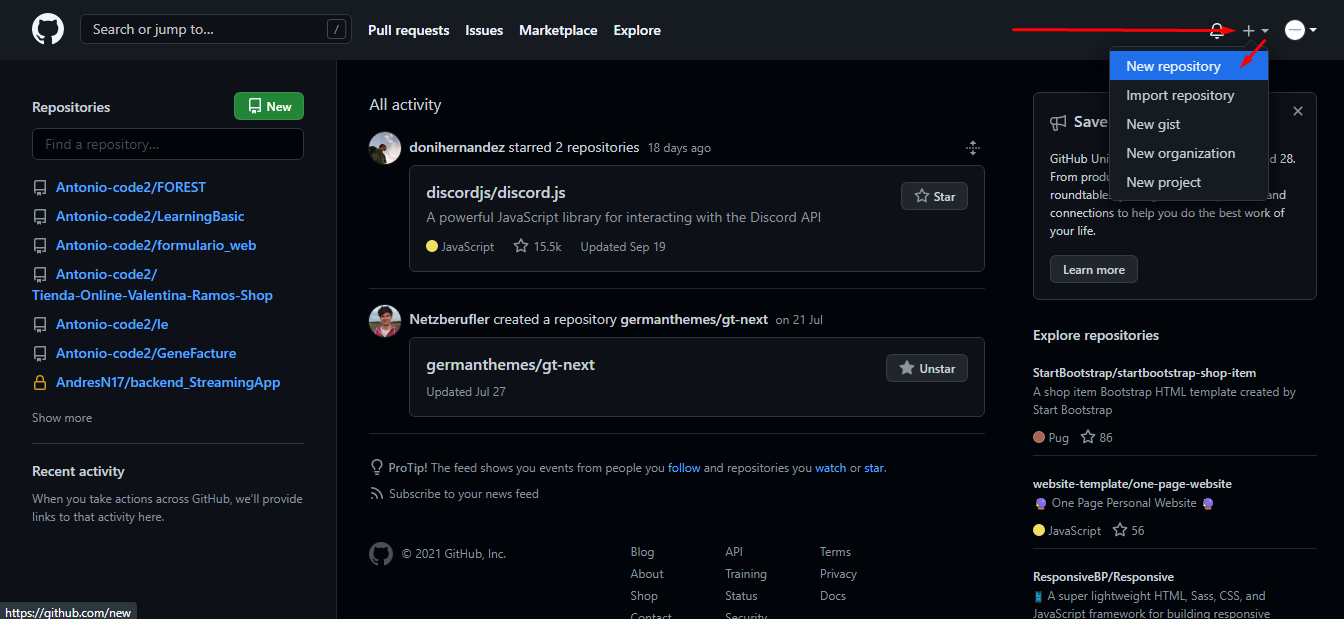 Search or jump to...
/
Pull requests
Issues
Marketplace
Explore
New repository
Import repository
New gist
New organization
New project
Repositories
New
Find a repository...
Antonio-code2/FOREST
Antonio-code2/LearningBasic
Antonio-code2/formulario_web
Antonio-code2/
Tienda-Online-Valentina-Ramos-Shop
Antonio-code2/le
Antonio-code2/GeneFacture
AndresN17/backend_StreamingApp
Show more
Recent activity
When you take actions across GitHub, we'll provide
links to that activity here.
All activity
donihernandez starred 2 repositories 18 days ago
discordjs/discord.js
Star
A powerful JavaScript library for interacting with the Discord API
JavaScript 15.5k Updated Sep 19
Netzberufler created a repository germanthemes/gt-next on 21 Jul
germanthemes/gt-next
Unstar
Updated Jul 27
ProTip! The feed shows you events from people you follow and repositories you watch or star.
Subscribe to your news feed
© 2021 GitHub, Inc.
Blog
About
Shop
Contact
API
Training
Status
Security
Terms
Privacy
Docs
Save
GitHub Uni d 28.
From produ
roundtables and
connections to help you do the best work of
your life.
Learn more
Explore repositories
StartBootstrap/startbootstrap-shop-item
A shop item Bootstrap HTML template created by
Start Bootstrap
Pug 86
website-template/one-page-website
One Page Personal Website
JavaScript 56
ResponsiveBP/Responsive
A super lightweight HTML, Sass, CSS, and
JavaScript framework for building responsive
https://github.com/new